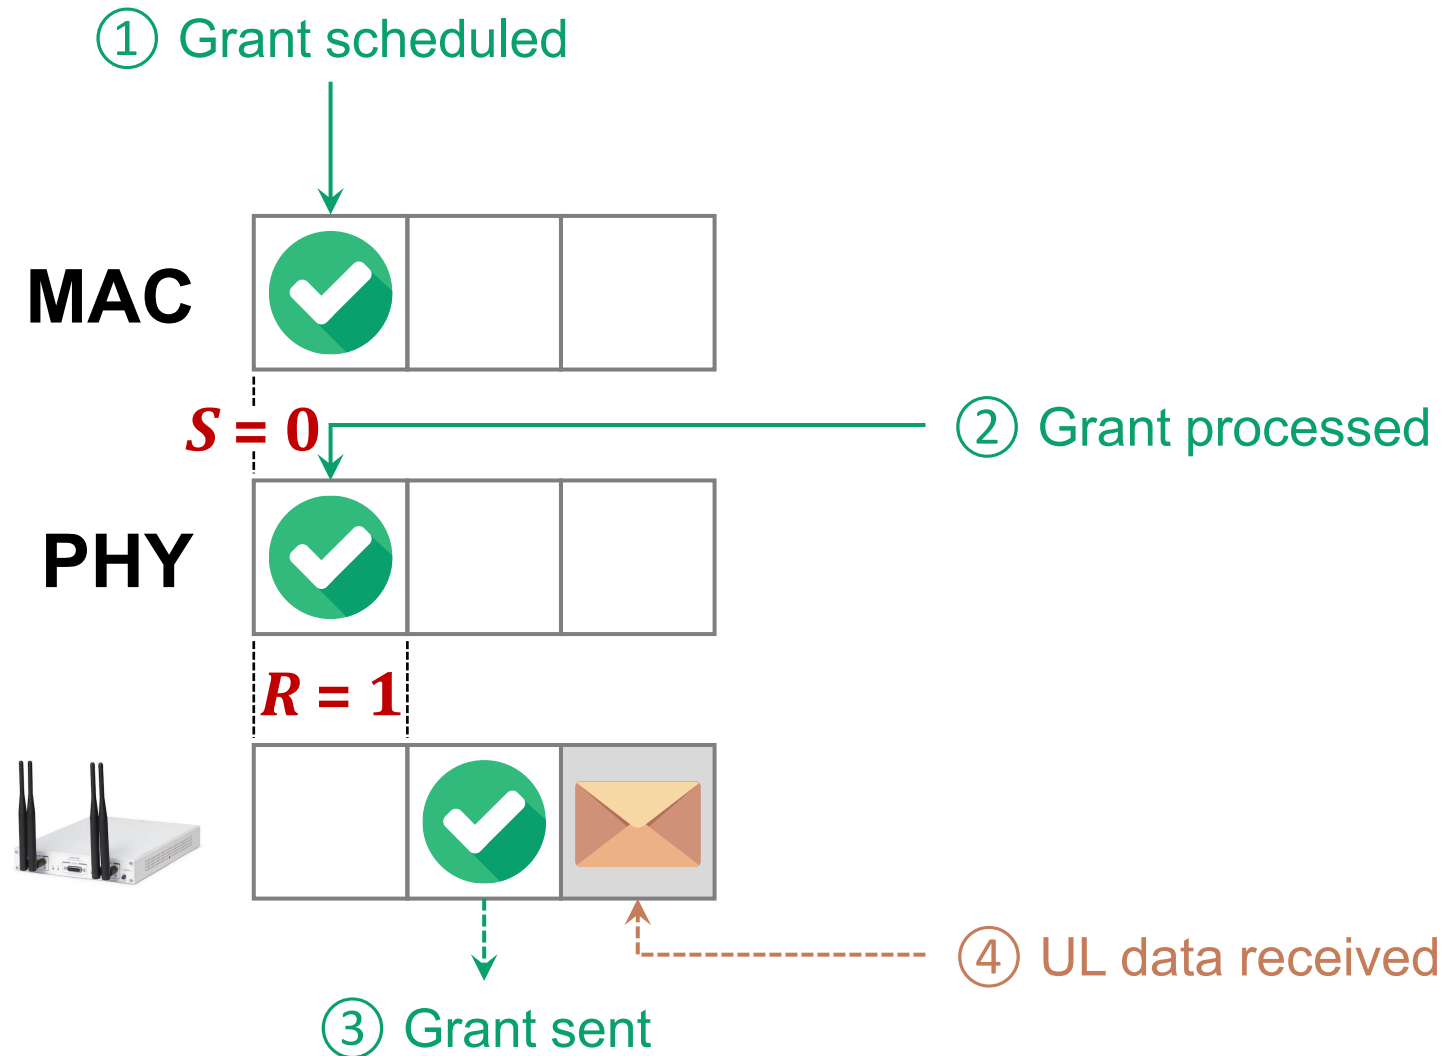 ① Grant scheduled
MAC
S = 0
② Grant processed
PHY
R = 1
④ UL data received
③ Grant sent